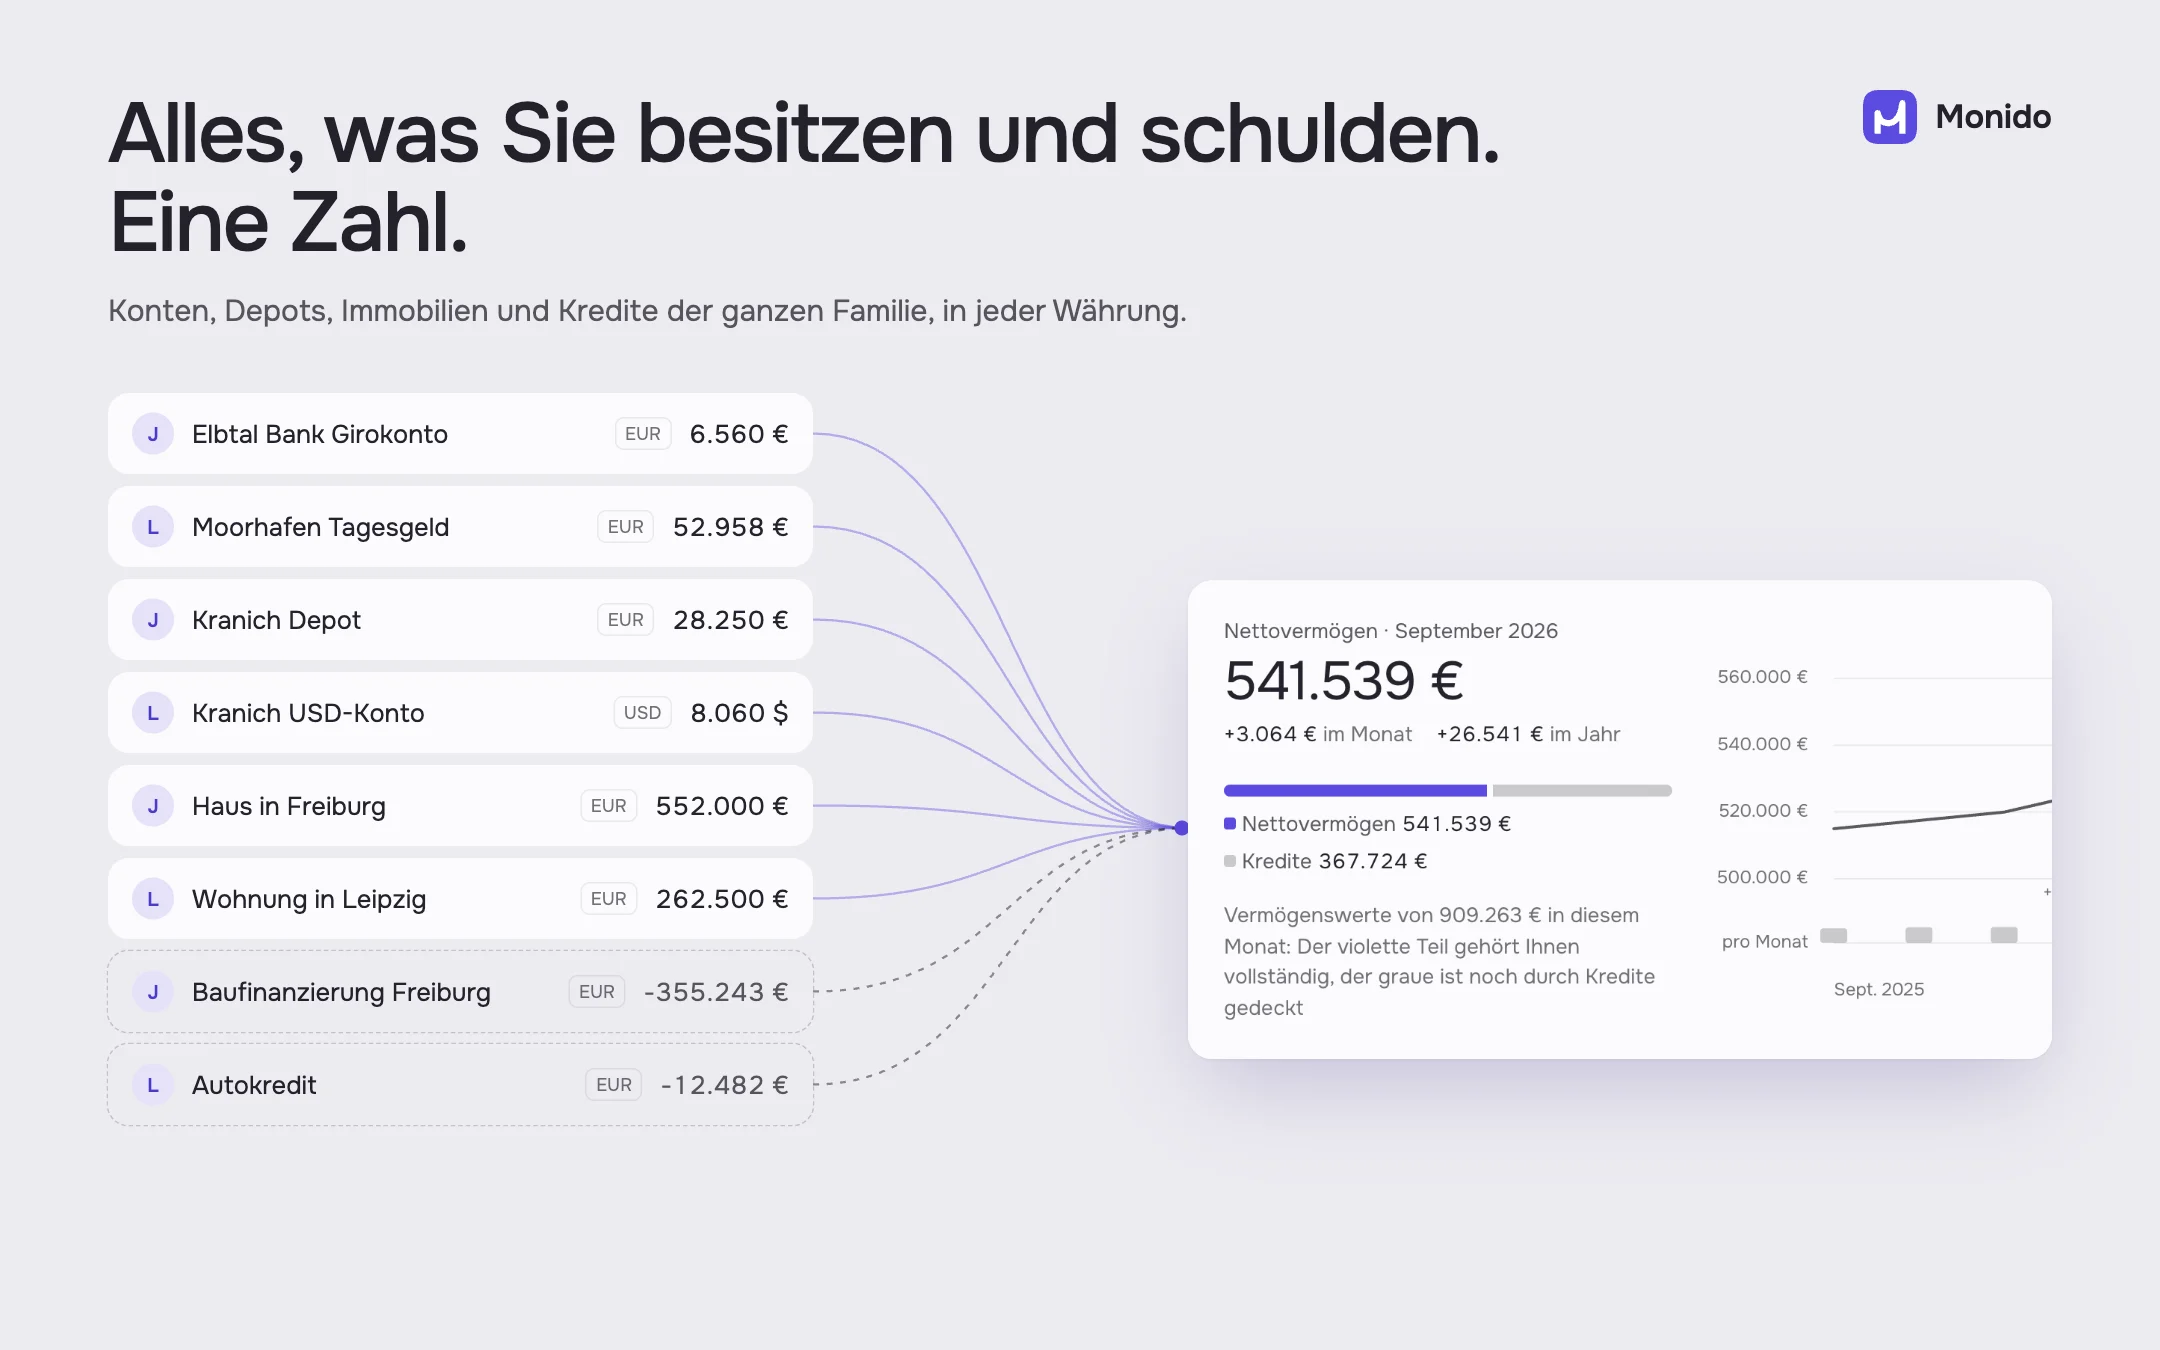 Alles, was Sie besitzen und schulden.
Eine Zahl.
Monido
Konten, Depots, Immobilien und Kredite der ganzen Familie, in jeder Währung.
J Elbtal Bank Girokonto EUR 6.560 €
L Moorhafen Tagesgeld EUR 52.958 €
J Kranich Depot EUR 28.250 €
L Kranich USD-Konto USD 8.060 $
J Haus in Freiburg EUR 552.000 €
L Wohnung in Leipzig EUR 262.500 €
J Baufinanzierung Freiburg EUR -355.243 €
L Autokredit EUR -12.482 €
Nettovermögen · September 2026
541.539 €
+3.064 € im Monat +26.541 € im Jahr
Nettovermögen 541.539 €
Kredite 367.724 €
Vermögenswerte von 909.263 € in diesem
Monat: Der violette Teil gehört Ihnen
vollständig, der graue ist noch durch Kredite
gedeckt
560.000 €
540.000 €
520.000 €
500.000 €
+
pro Monat
Sept. 2025